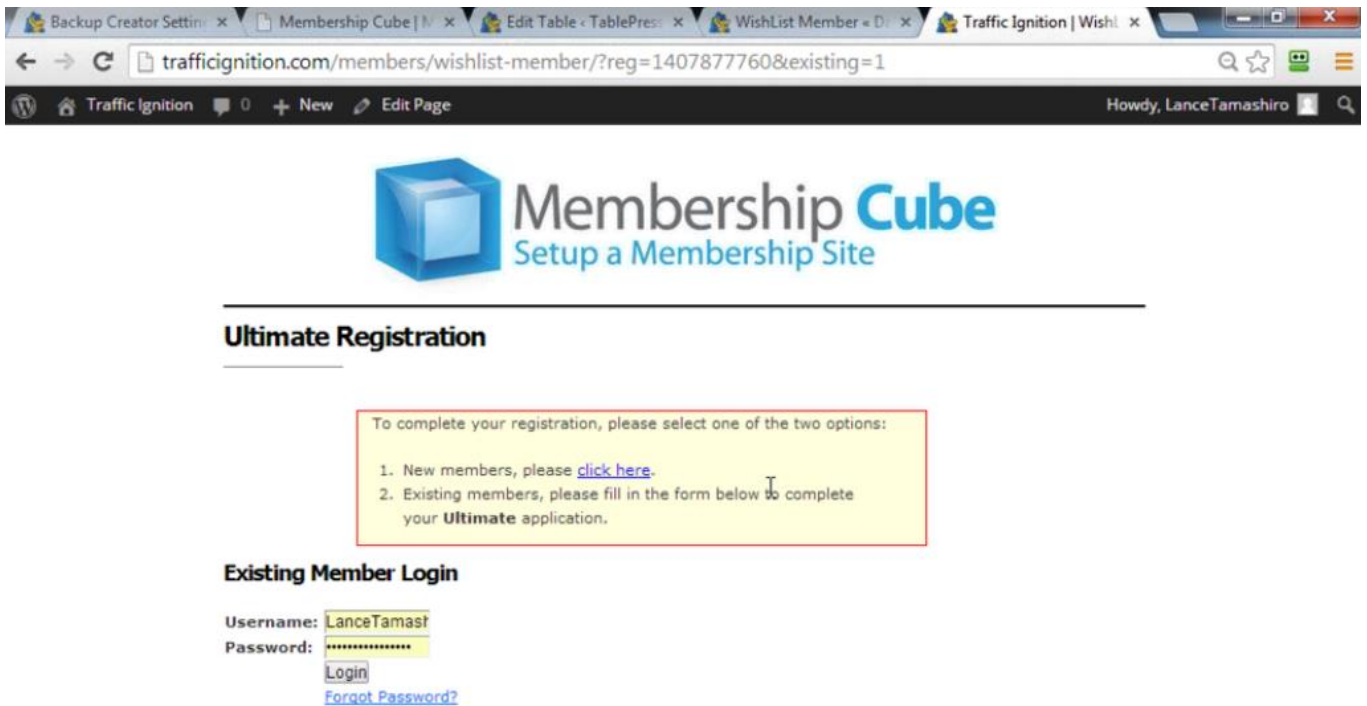 Backup Creator Settin
Membership Cube | M
Edit Table ‹ TablePres
WishList Member « D
Traffic Ignition | WishL
trafficignition.com/members/wishlist-member/?reg=1407877760&existing=1
Traffic Ignition 0 + New Edit Page Howdy, LanceTamashiro
Membership Cube
Setup a Membership Site
Ultimate Registration
To complete your registration, please select one of the two options:
1. New members, please click here.
2. Existing members, please fill in the form below to complete
your Ultimate application.
Existing Member Login
Username: LanceTamash
Password: ••••••••••••••••
Login
Forgot Password?